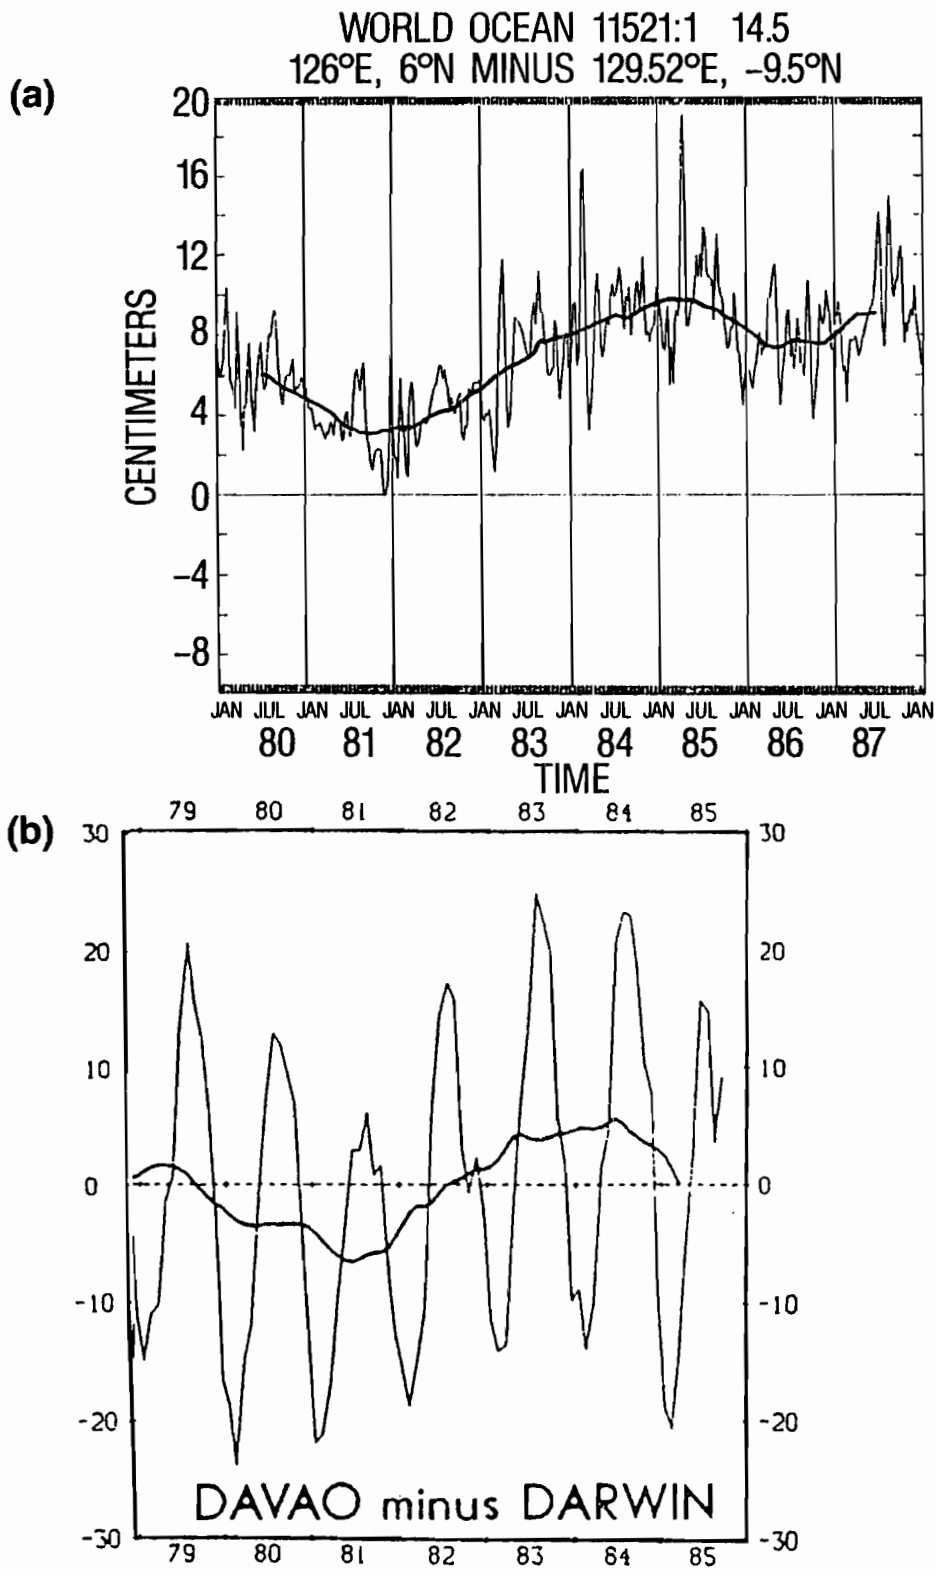 WORLD OCEAN 11521:1 14.5
126°E, 6°N MINUS 129.52°E, -9.5°N
(a)
20
16
12
8
4
0
-4
-8
CENTIMETERS
JAN JUL JAN JUL JAN JUL JAN JUL JAN JUL JAN JUL JAN JUL JAN JUL JAN
80 81 82 83 84 85 86 87
TIME
79 80 81 82 83 84 85
(b)
30 30
20 20
10 10
0 0
-10 -10
-20 -20
DAVAO minus DARWIN
-30 -30
79 80 81 82 83 84 85